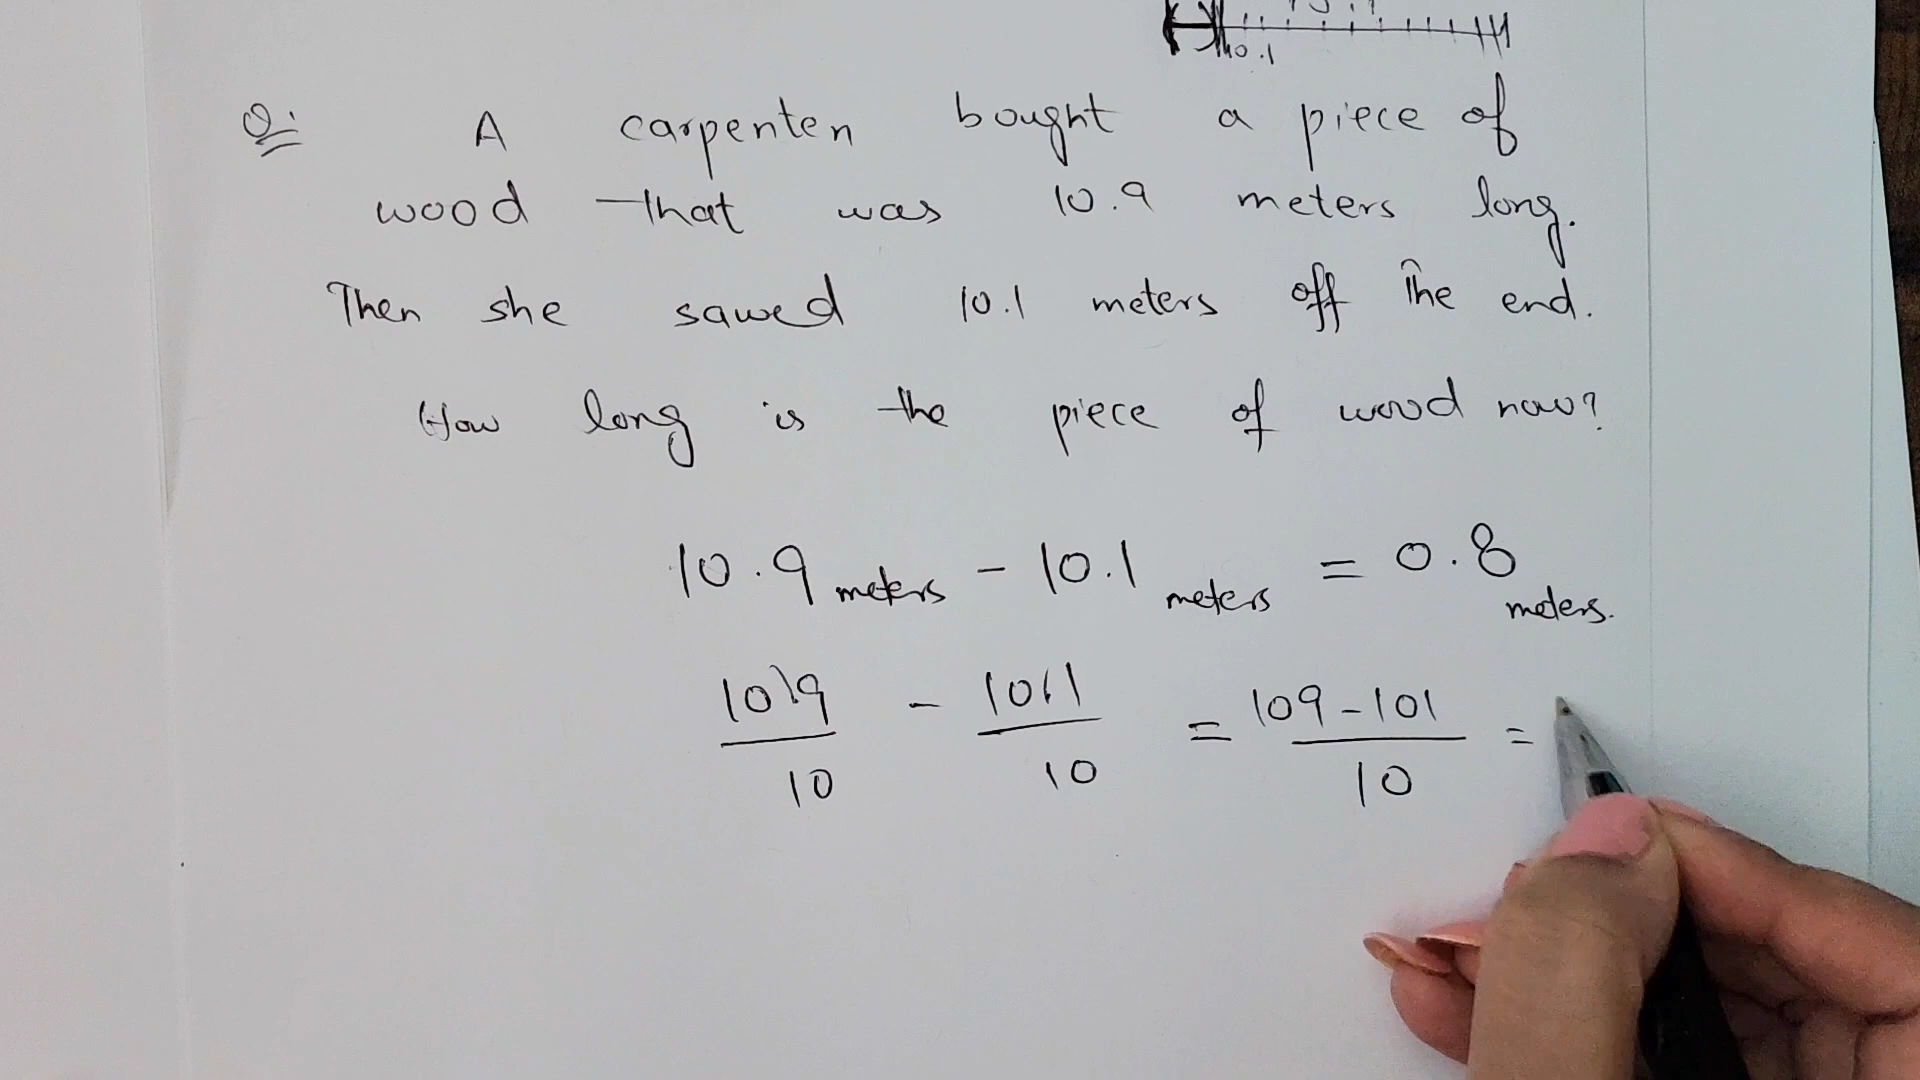 10.1
Q: A carpenten bought a piece of
wood that was 10.9 meters long.
Then she sawed 10.1 meters off the end.
How long is the piece of wood now?
10.9 meters - 10.1 meters = 0.8 meters.
109/10 - 101/10 = 109-101/10 =